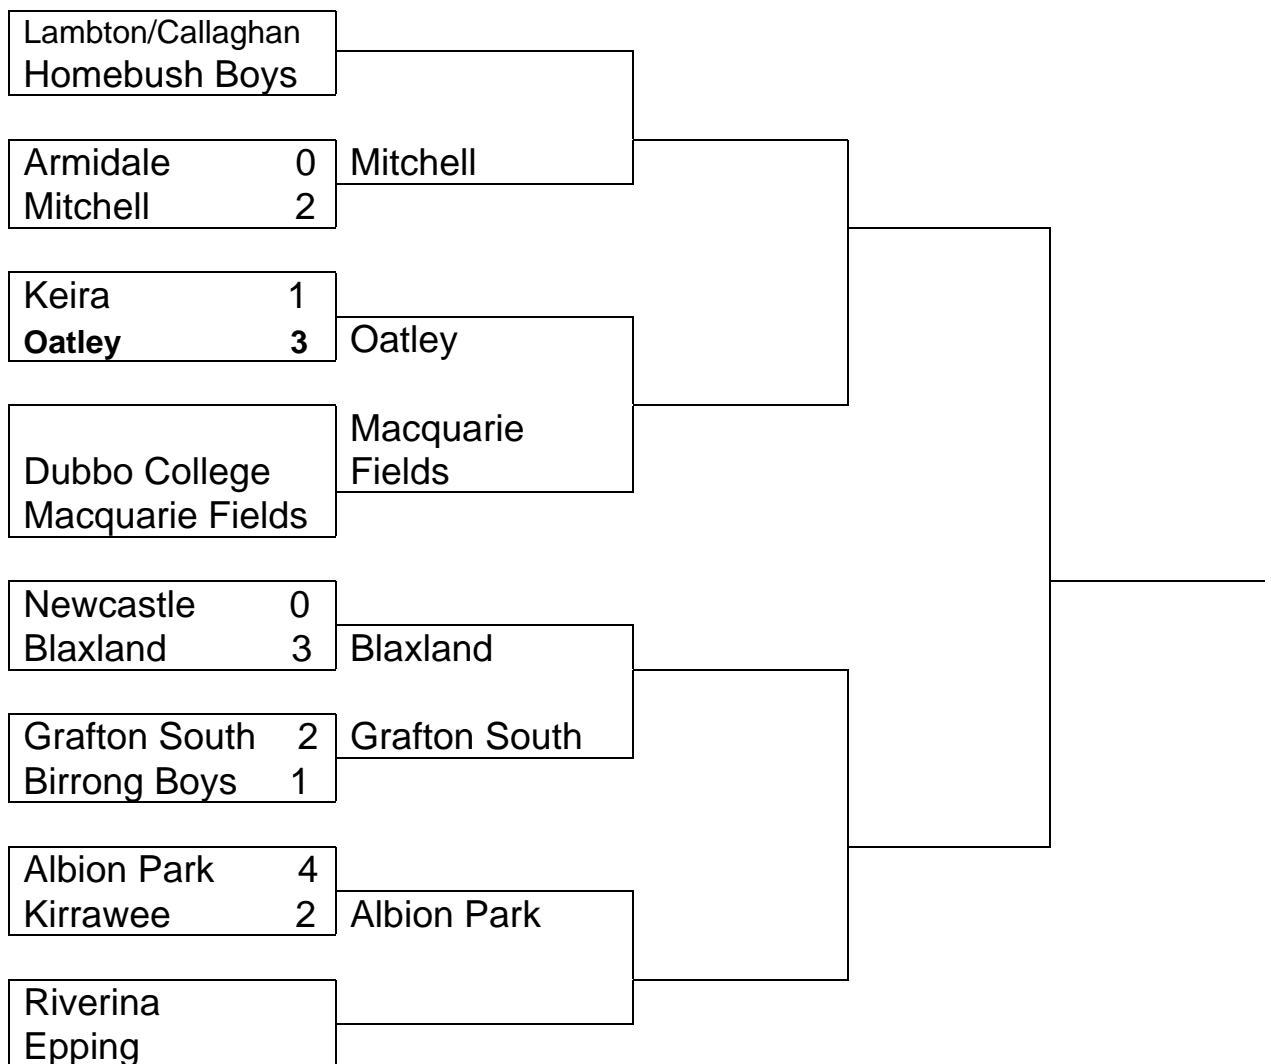 Lambton/Callaghan
Homebush Boys
Armidale 0 Mitchell
Mitchell 2
Keira 1
Oatley 3 Oatley
Macquarie
Dubbo College Fields
Macquarie Fields
Newcastle 0
Blaxland 3 Blaxland
Grafton South 2 Grafton South
Birrong Boys 1
Albion Park 4
Kirrawee 2 Albion Park
Riverina
Epping